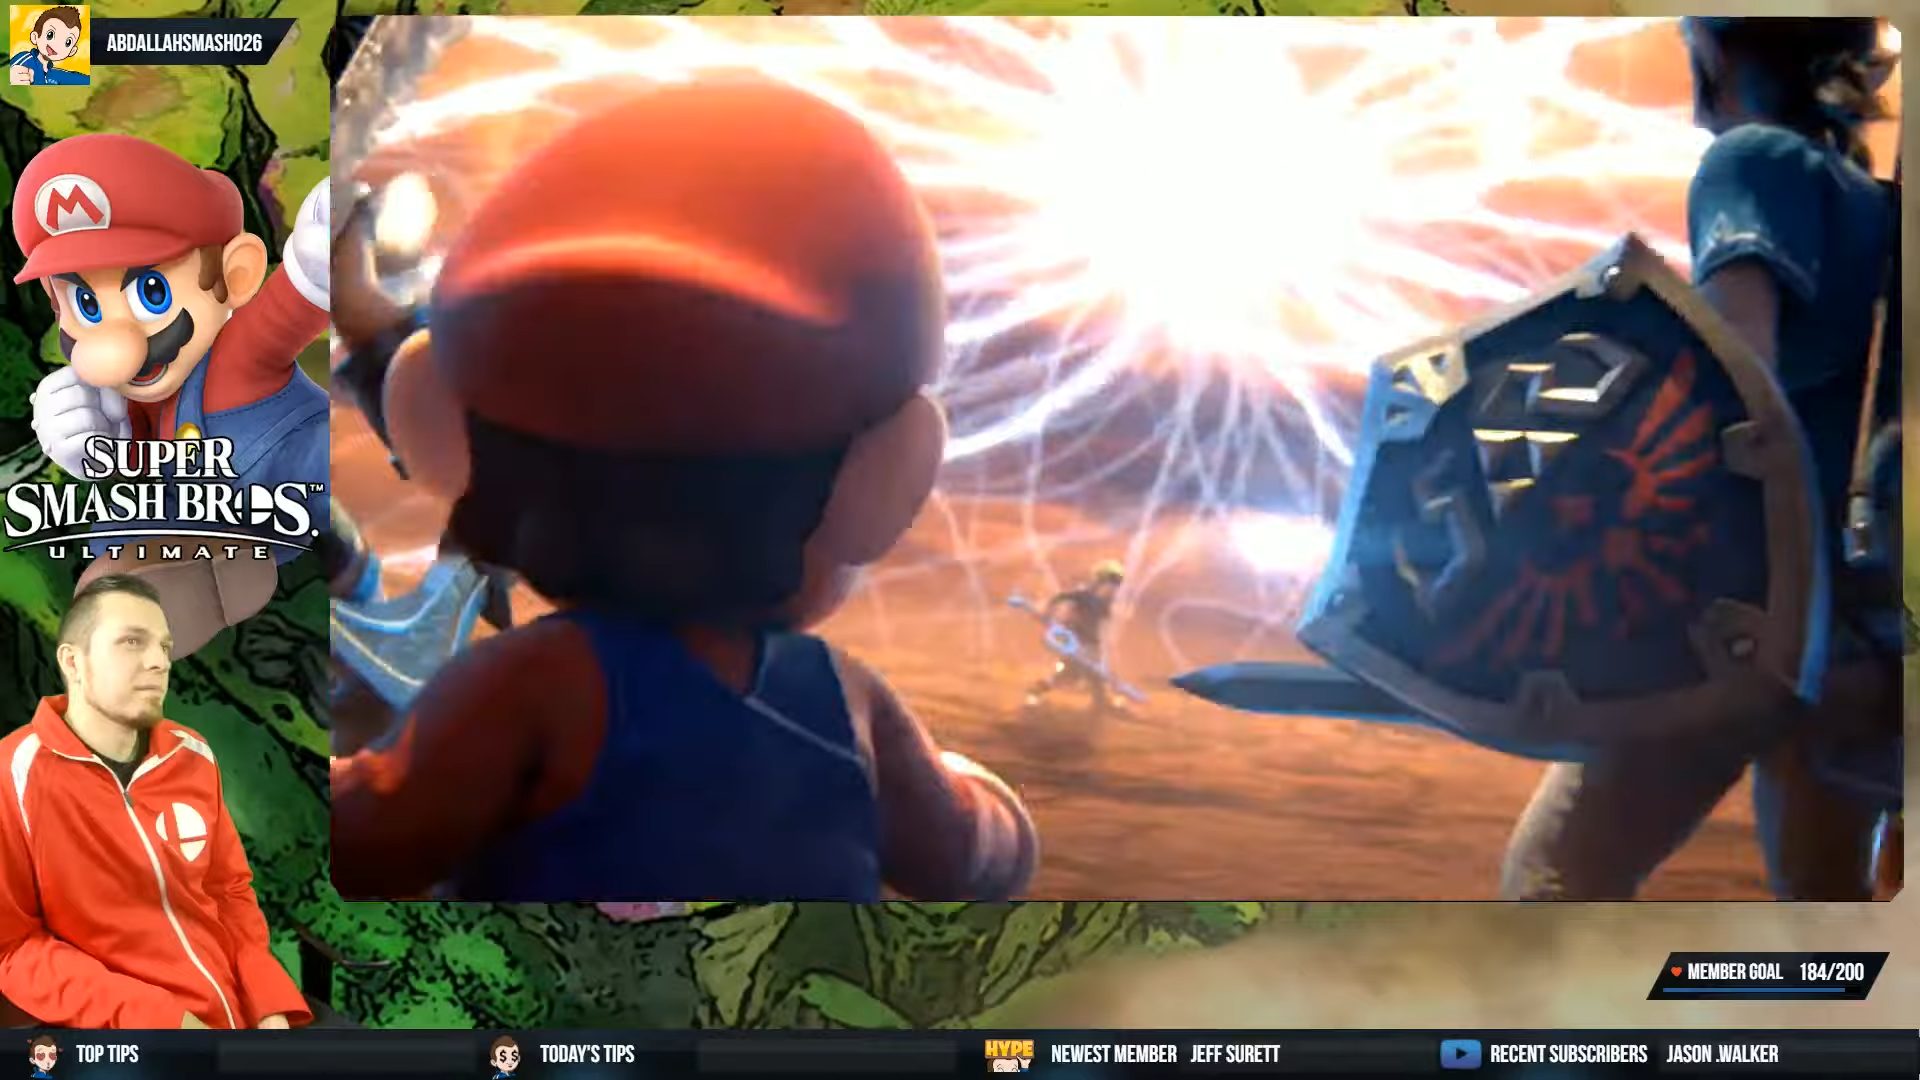 ABDALLAHSMASH026
M
SUPER
SMASH BROS.™
ULTIMATE
MEMBER GOAL 184/200
TOP TIPS
TODAY'S TIPS
HYPE
NEWEST MEMBER JEFF SURETT
RECENT SUBSCRIBERS JASON .WALKER